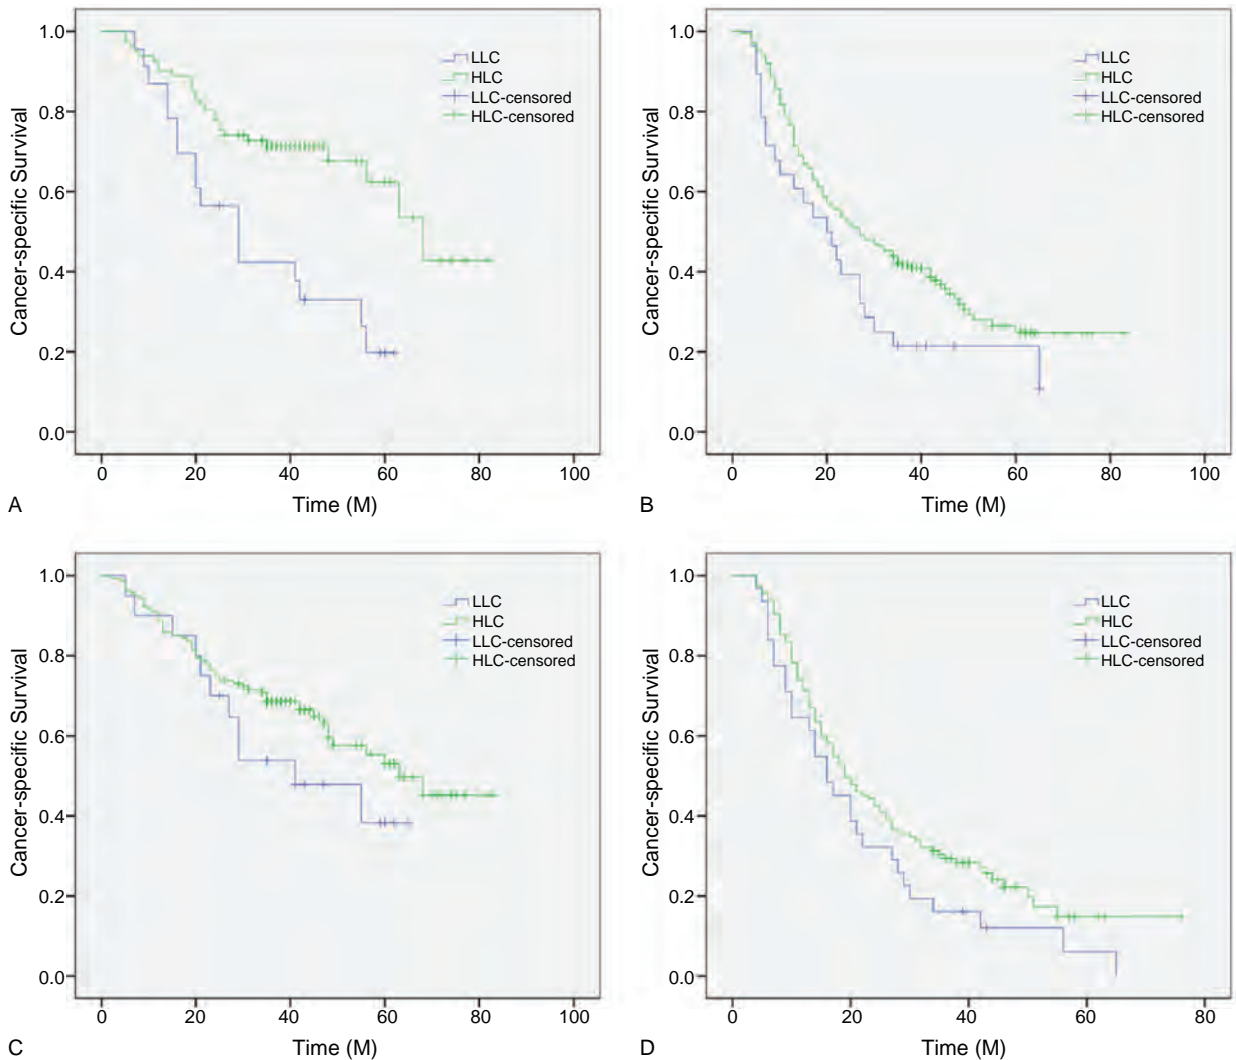 1.0
0.8
0.6
0.4
0.2
0.0
Cancer-specific Survival
LLC
HLC
LLC-censored
HLC-censored
0 20 40 60 80 100
Time (M)
A
1.0
0.8
0.6
0.4
0.2
0.0
Cancer-specific Survival
LLC
HLC
LLC-censored
HLC-censored
0 20 40 60 80 100
Time (M)
B
1.0
0.8
0.6
0.4
0.2
0.0
Cancer-specific Survival
LLC
HLC
LLC-censored
HLC-censored
0 20 40 60 80 100
Time (M)
C
1.0
0.8
0.6
0.4
0.2
0.0
Cancer-specific Survival
LLC
HLC
LLC-censored
HLC-censored
0 20 40 60 80
Time (M)
D